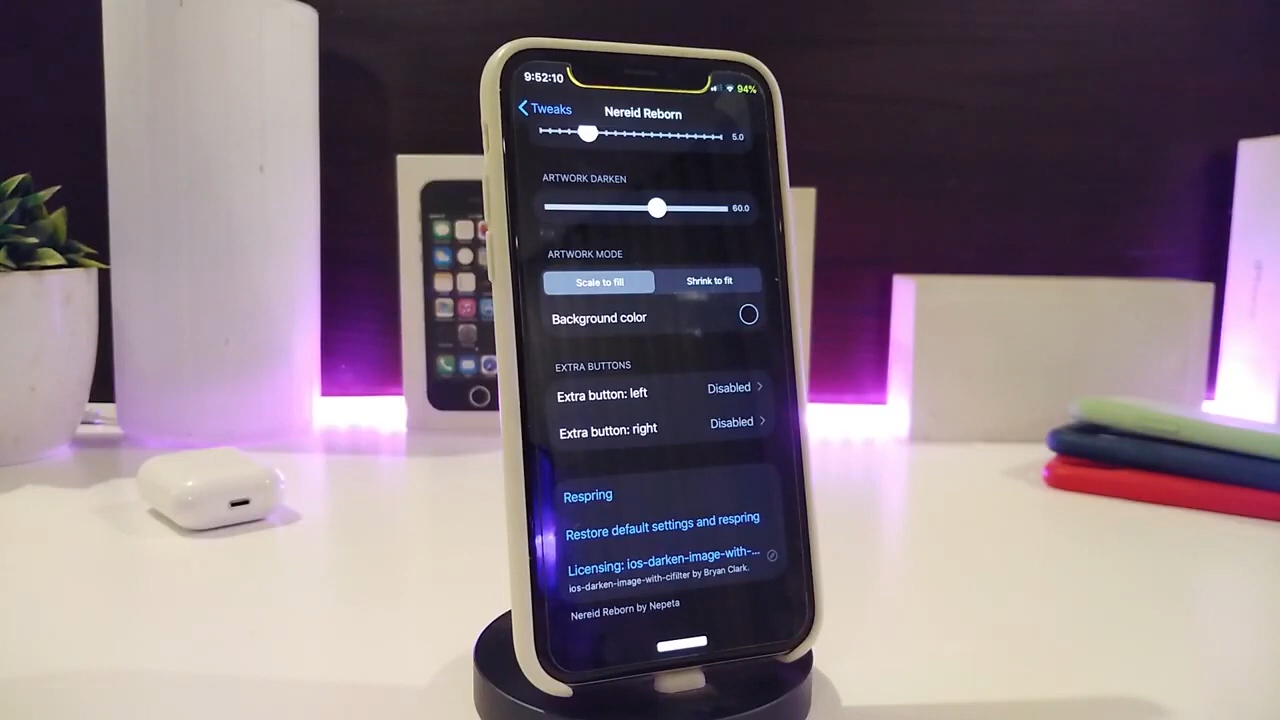 9:52:10
94%
Tweaks
Nereid Reborn
5.0
ARTWORK DARKEN
60.0
ARTWORK MODE
Scale to fill
Shrink to fit
Background color
EXTRA BUTTONS
Extra button: left
Disabled
Extra button: right
Disabled
Respring
Restore default settings and respring
Licensing: ios-darken-image-with-...
ios-darken-image-with-cifilter by Bryan Clark.
Nereid Reborn by Nepeta